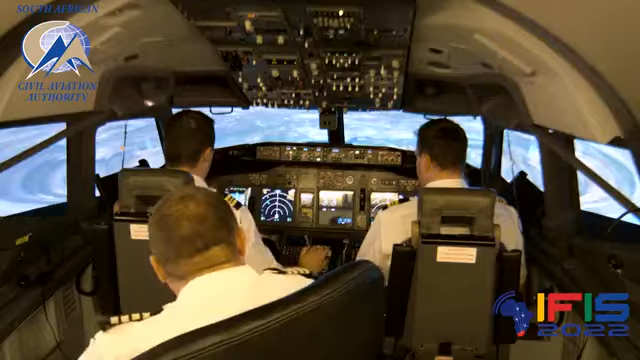 SOUTH AFRICAN
CIVIL AVIATION
AUTHORITY
IFIS
2022